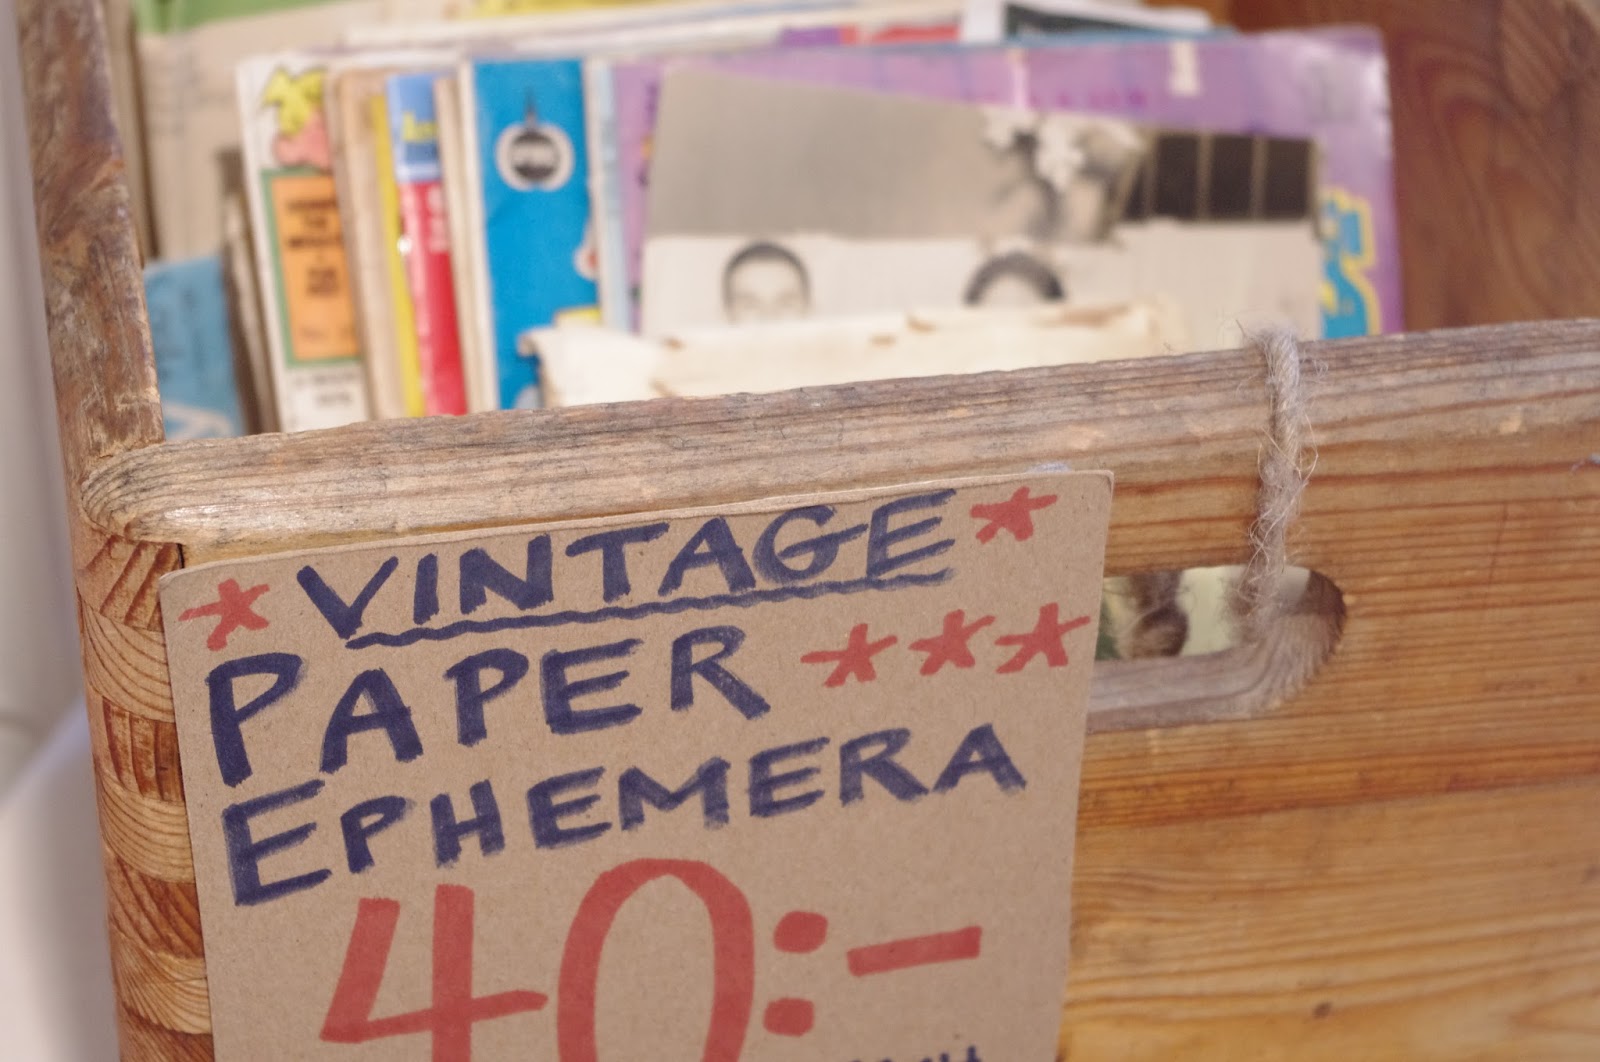 VINTAGE
PAPER
EPHEMERA
40:-